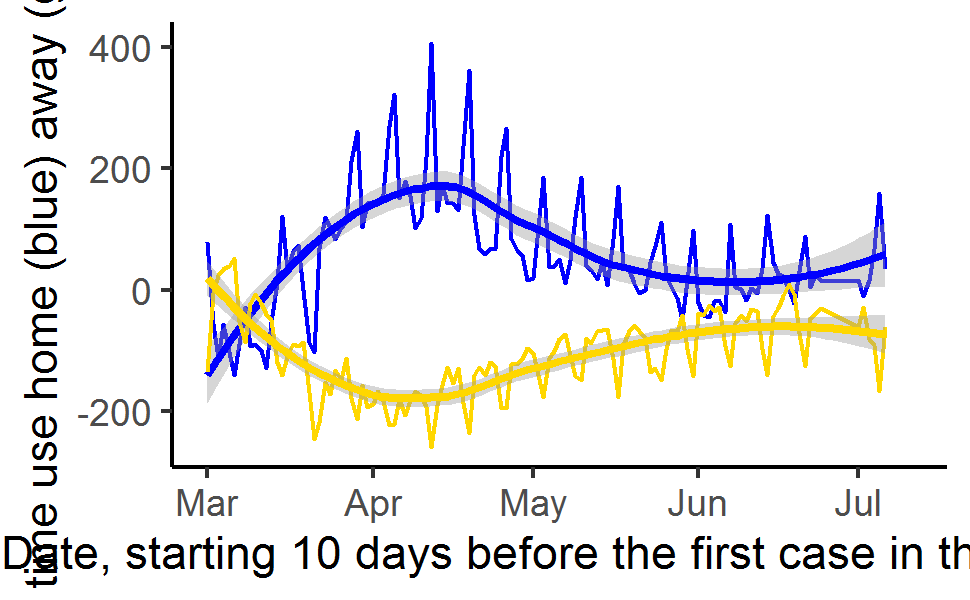 time use home (blue) away (
400
200
0
-200
Mar Apr May Jun Jul
Date, starting 10 days before the first case in th